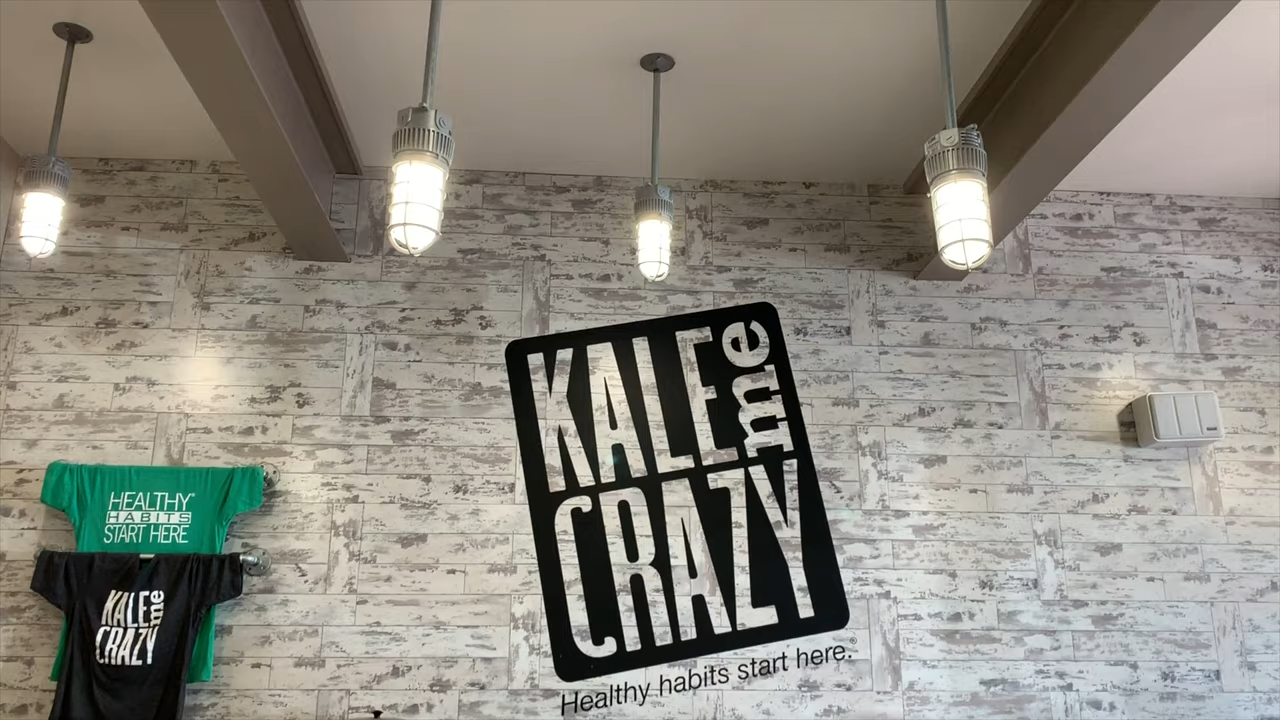 KALE me
CRAZY
Healthy habits start here.®
HEALTHY®
HABITS
START HERE
KALE me
CRAZY